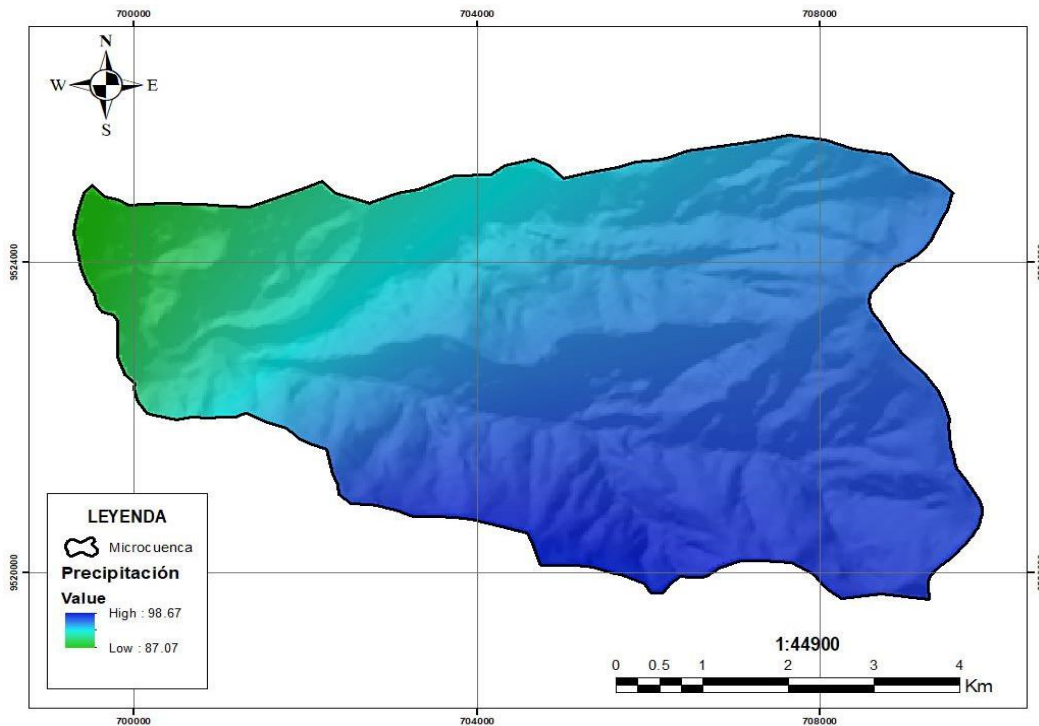 700000 704000 708000
N
W E
S
9524000
LEYENDA
Microcuenca
Precipitación
Value
High : 98.67
Low : 87.07
9520000
1:44900
0 0.5 1 2 3 4
Km
700000 704000 708000